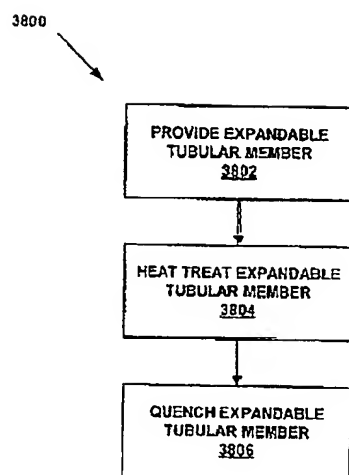 3800
PROVIDE EXPANDABLE
TUBULAR MEMBER
3802
HEAT TREAT EXPANDABLE
TUBULAR MEMBER
3804
QUENCH EXPANDABLE
TUBULAR MEMBER
3806